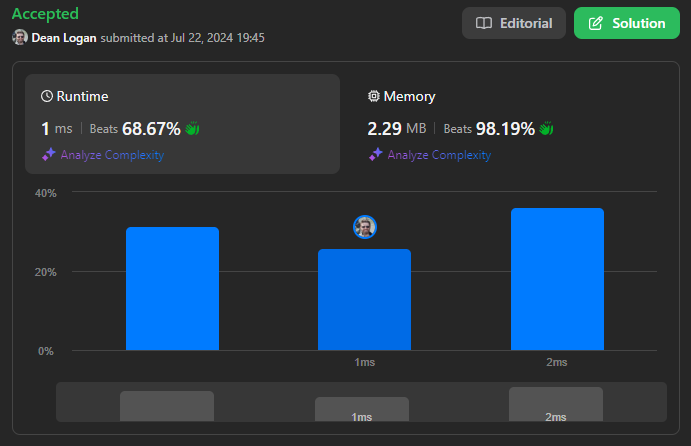 Accepted
Dean Logan submitted at Jul 22, 2024 19:45
Editorial
Solution
Runtime
1 ms | Beats 68.67%
Analyze Complexity
Memory
2.29 MB | Beats 98.19%
Analyze Complexity
40%
20%
0%
1ms
2ms
1ms
2ms